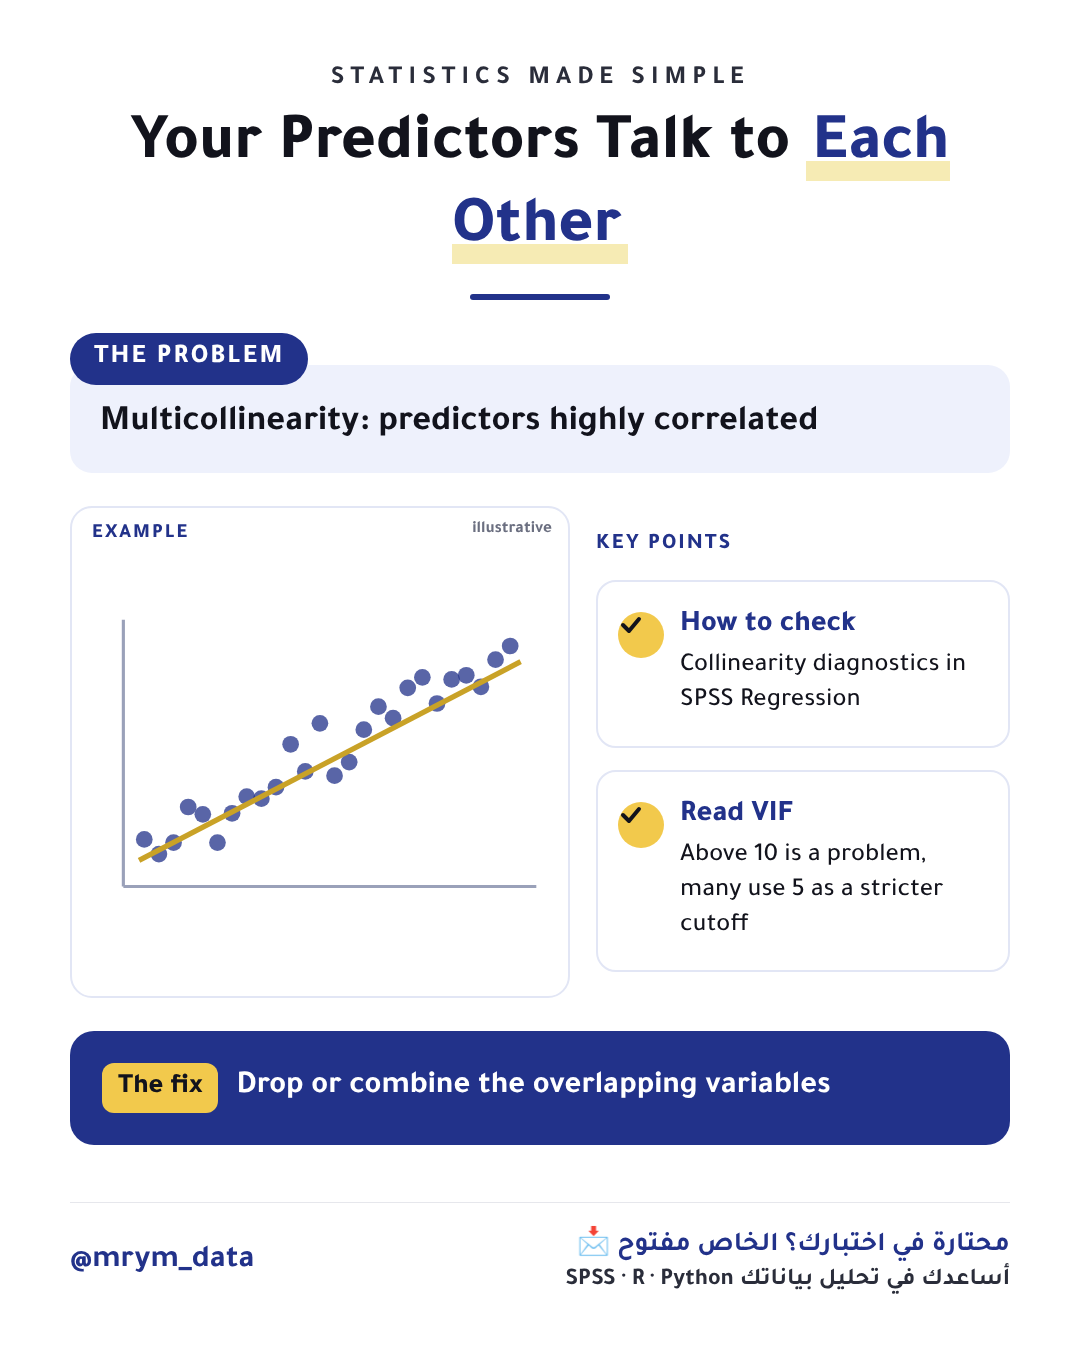 STATISTICS MADE SIMPLE
Your Predictors Talk to Each
Other
THE PROBLEM
Multicollinearity: predictors highly correlated
EXAMPLE
illustrative
KEY POINTS
How to check
Collinearity diagnostics in
SPSS Regression
Read VIF
Above 10 is a problem,
many use 5 as a stricter
cutoff
The fix
Drop or combine the overlapping variables
@mrym_data
محتارة في اختبارك؟ الخاص مفتوح 📩
أساعدك في تحليل بياناتك SPSS · R · Python